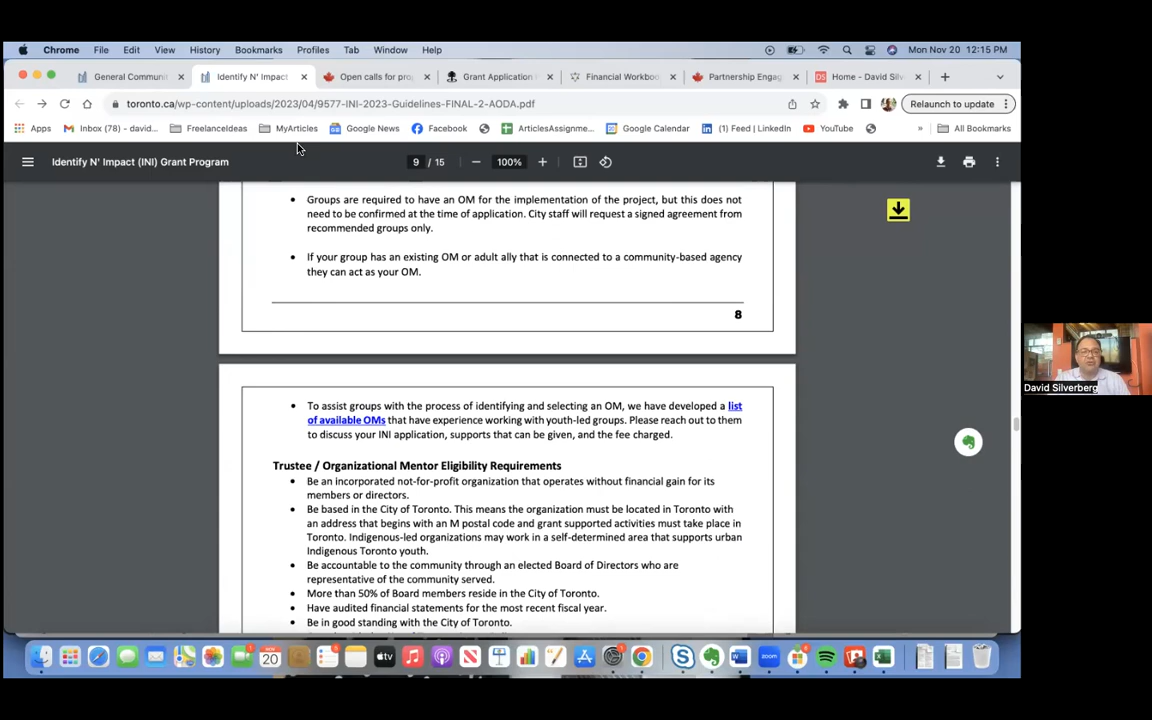 Chrome File Edit View History Bookmarks Profiles Tab Window Help Mon Nov 20 12:15 PM
General Commun Identify N' Impact Open calls for pro Grant Application Financial Workboo Partnership Engag Home - David Silve
toronto.ca/wp-content/uploads/2023/04/9577-INI-2023-Guidelines-FINAL-2-AODA.pdf Relaunch to update
Apps Inbox (78) - david... FreelanceIdeas MyArticles Google News Facebook ArticlesAssignme... Google Calendar (1) Feed | LinkedIn YouTube » All Bookmarks
Identify N' Impact (INI) Grant Program 9 / 15 100%
• Groups are required to have an OM for the implementation of the project, but this does not
need to be confirmed at the time of application. City staff will request a signed agreement from
recommended groups only.
• If your group has an existing OM or adult ally that is connected to a community-based agency
they can act as your OM.
8
• To assist groups with the process of identifying and selecting an OM, we have developed a list
of available OMs that have experience working with youth-led groups. Please reach out to them
to discuss your INI application, supports that can be given, and the fee charged.
Trustee / Organizational Mentor Eligibility Requirements
• Be an incorporated not-for-profit organization that operates without financial gain for its
members or directors.
• Be based in the City of Toronto. This means the organization must be located in Toronto with
an address that begins with an M postal code and grant supported activities must take place in
Toronto. Indigenous-led organizations may work in a self-determined area that supports urban
Indigenous Toronto youth.
• Be accountable to the community through an elected Board of Directors who are
representative of the community served.
• More than 50% of Board members reside in the City of Toronto.
• Have audited financial statements for the most recent fiscal year.
• Be in good standing with the City of Toronto.
David Silverberg
NOV
20
tv
zoom